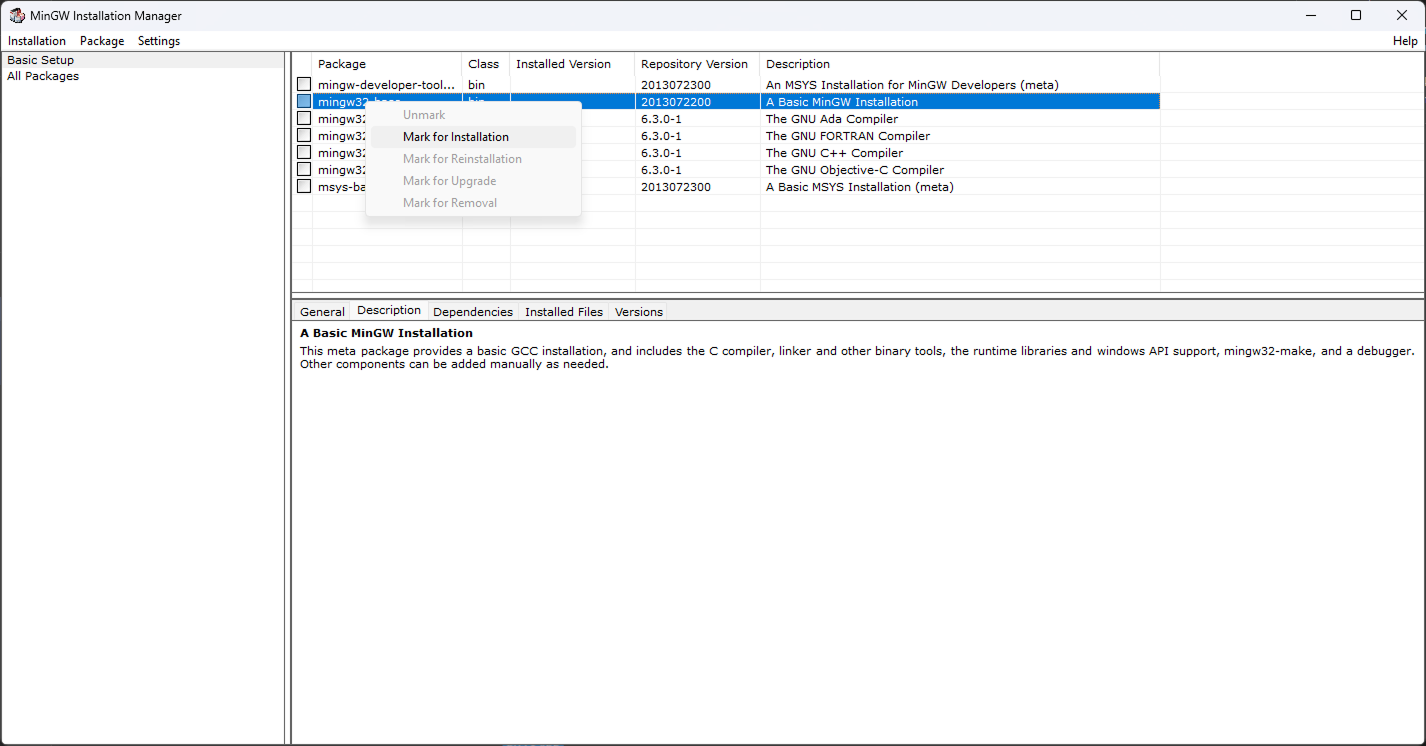 MinGW Installation Manager
Installation Package Settings Help
Basic Setup
All Packages
Package Class Installed Version Repository Version Description
mingw-developer-tool... bin 2013072300 An MSYS Installation for MinGW Developers (meta)
2013072200 A Basic MinGW Installation
mingw32 6.3.0-1 The GNU Ada Compiler
mingw32 6.3.0-1 The GNU FORTRAN Compiler
mingw32 6.3.0-1 The GNU C++ Compiler
mingw32 6.3.0-1 The GNU Objective-C Compiler
msys-ba 2013072300 A Basic MSYS Installation (meta)
Unmark
Mark for Installation
Mark for Reinstallation
Mark for Upgrade
Mark for Removal
General Description Dependencies Installed Files Versions
A Basic MinGW Installation
This meta package provides a basic GCC installation, and includes the C compiler, linker and other binary tools, the runtime libraries and windows API support, mingw32-make, and a debugger.
Other components can be added manually as needed.